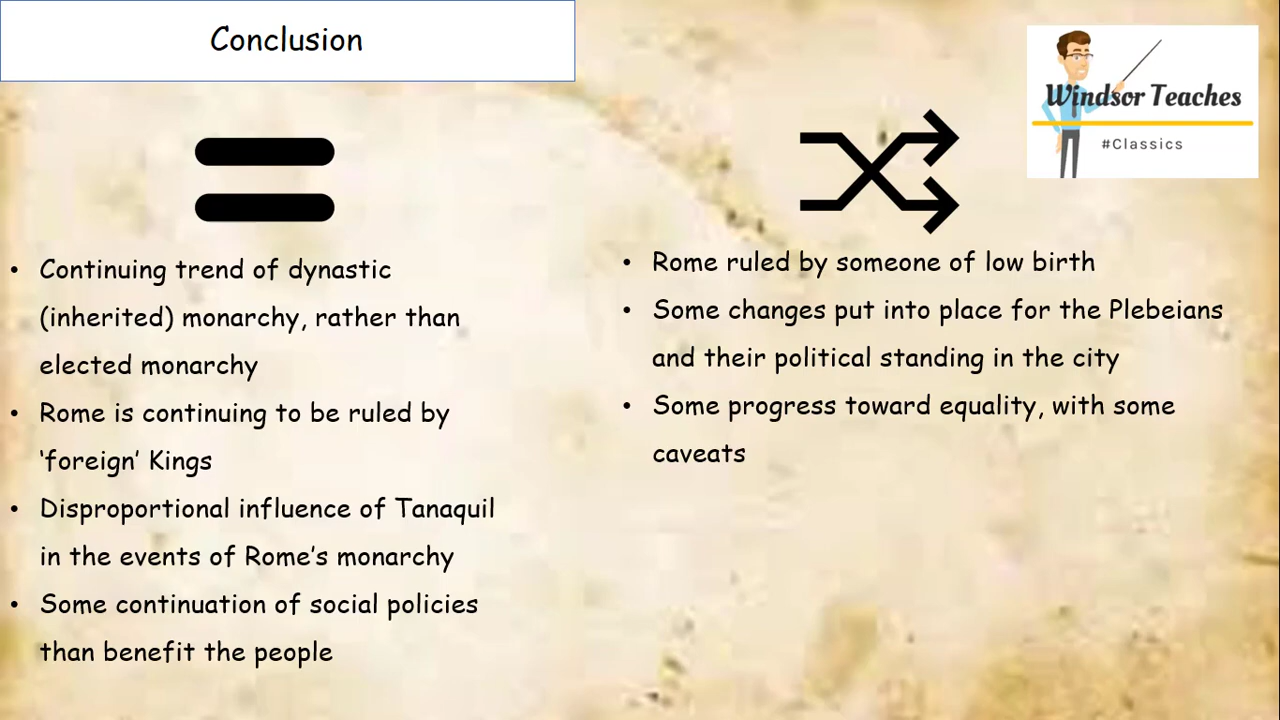 Conclusion
Windsor Teaches
#Classics
• Continuing trend of dynastic
(inherited) monarchy, rather than
elected monarchy
• Rome is continuing to be ruled by
‘foreign’ Kings
• Disproportional influence of Tanaquil
in the events of Rome’s monarchy
• Some continuation of social policies
than benefit the people
• Rome ruled by someone of low birth
• Some changes put into place for the Plebeians
and their political standing in the city
• Some progress toward equality, with some
caveats